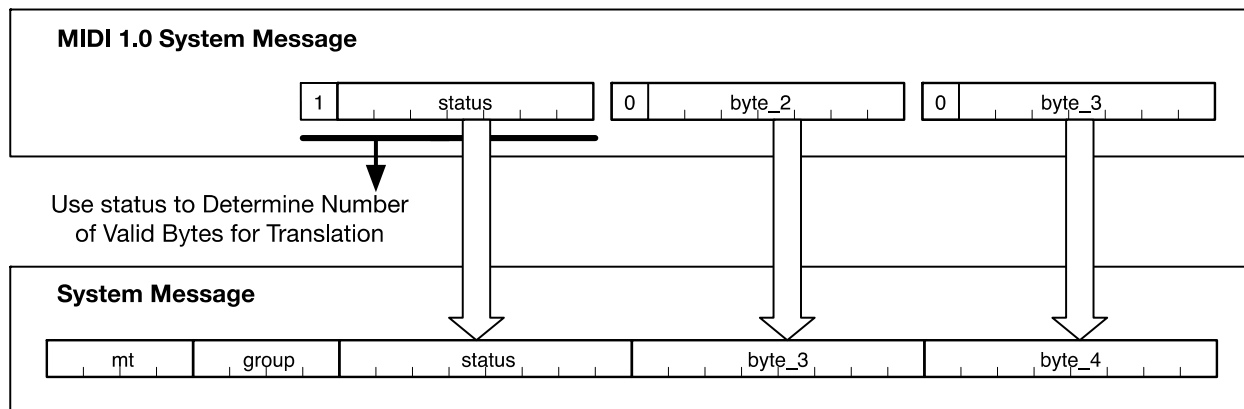 MIDI 1.0 System Message
1 status 0 byte_2 0 byte_3
Use status to Determine Number
of Valid Bytes for Translation
System Message
mt group status byte_3 byte_4